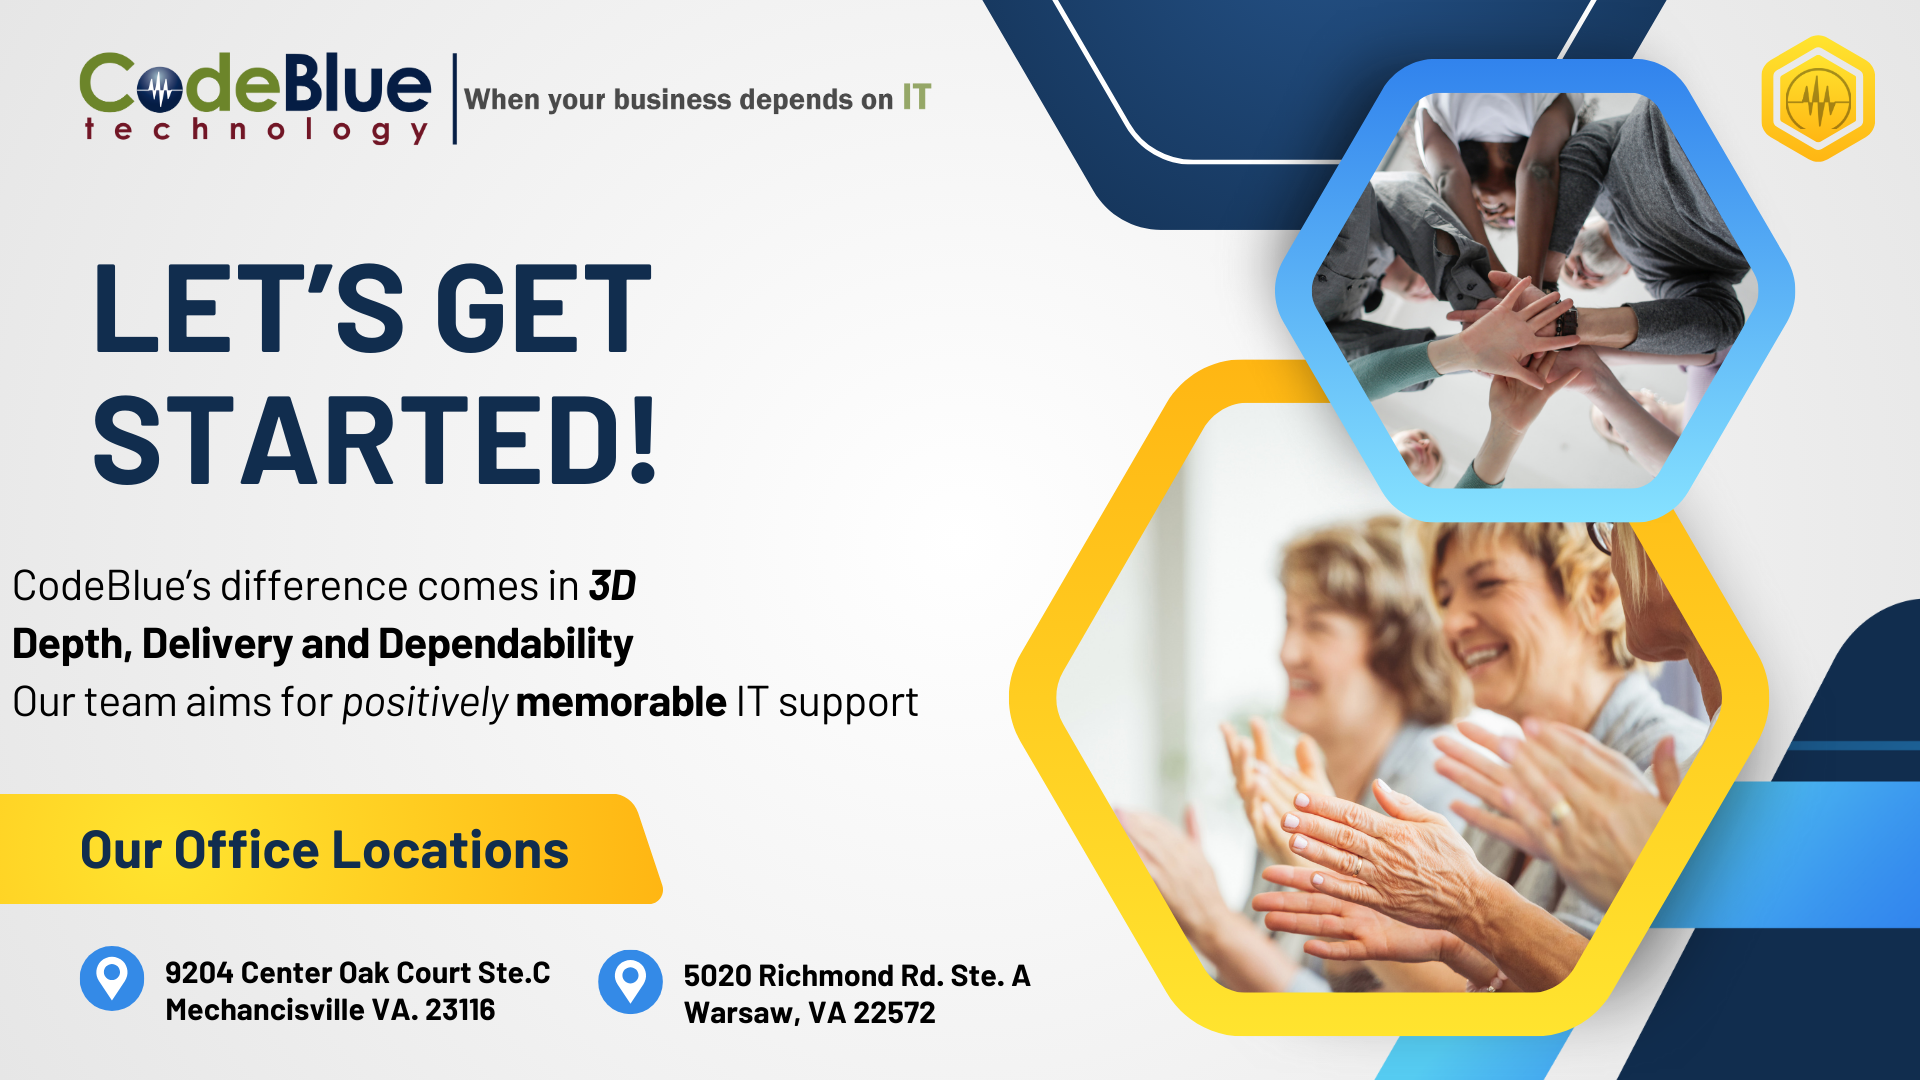 CodeBlue
technology
When your business depends on IT
LET’S GET
STARTED!
CodeBlue’s difference comes in 3D
Depth, Delivery and Dependability
Our team aims for positively memorable IT support
Our Office Locations
9204 Center Oak Court Ste.C
Mechancisville VA. 23116
5020 Richmond Rd. Ste. A
Warsaw, VA 22572